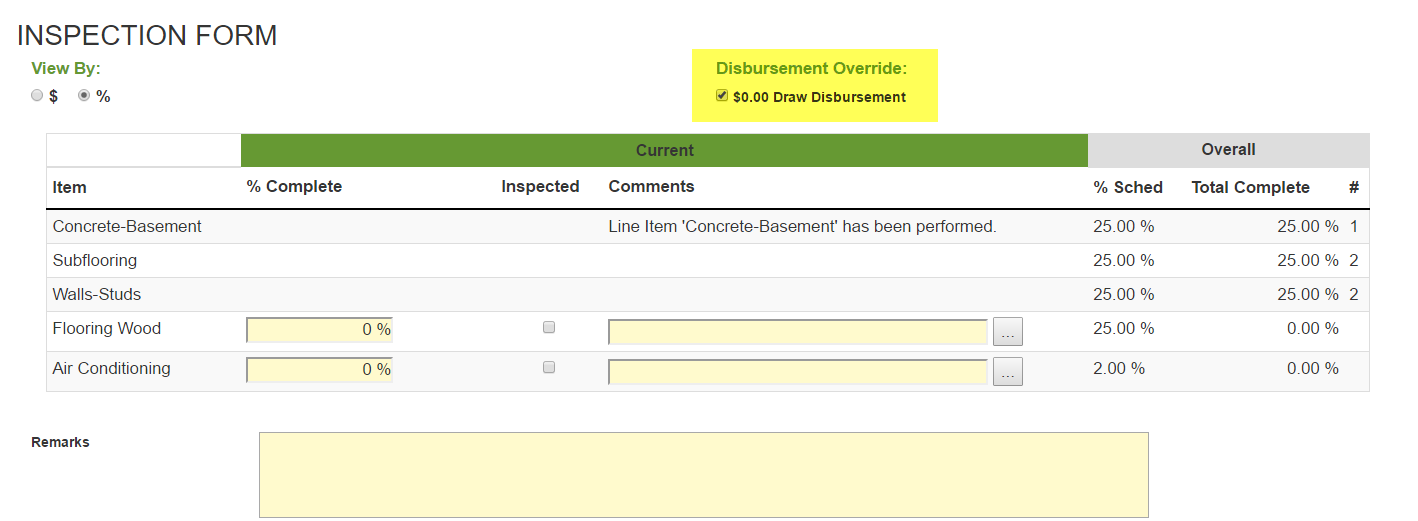 INSPECTION FORM
View By:
$ %
Disbursement Override:
$0.00 Draw Disbursement
Current Overall
Item % Complete Inspected Comments % Sched Total Complete #
Concrete-Basement Line Item 'Concrete-Basement' has been performed. 25.00 % 25.00 % 1
Subflooring 25.00 % 25.00 % 2
Walls-Studs 25.00 % 25.00 % 2
Flooring Wood 0 % ... 25.00 % 0.00 %
Air Conditioning 0 % ... 2.00 % 0.00 %
Remarks